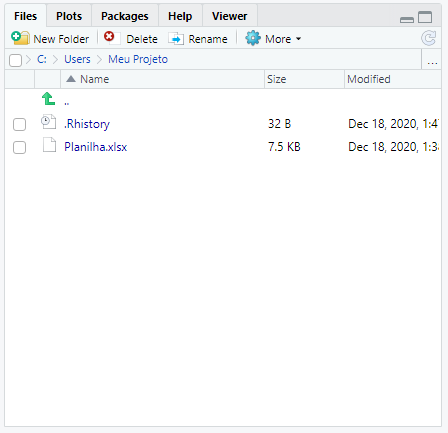 Files Plots Packages Help Viewer
New Folder Delete Rename More
C: Users Meu Projeto ...
Name Size Modified
..
.Rhistory 32 B Dec 18, 2020, 1:4
Planilha.xlsx 7.5 KB Dec 18, 2020, 1:3